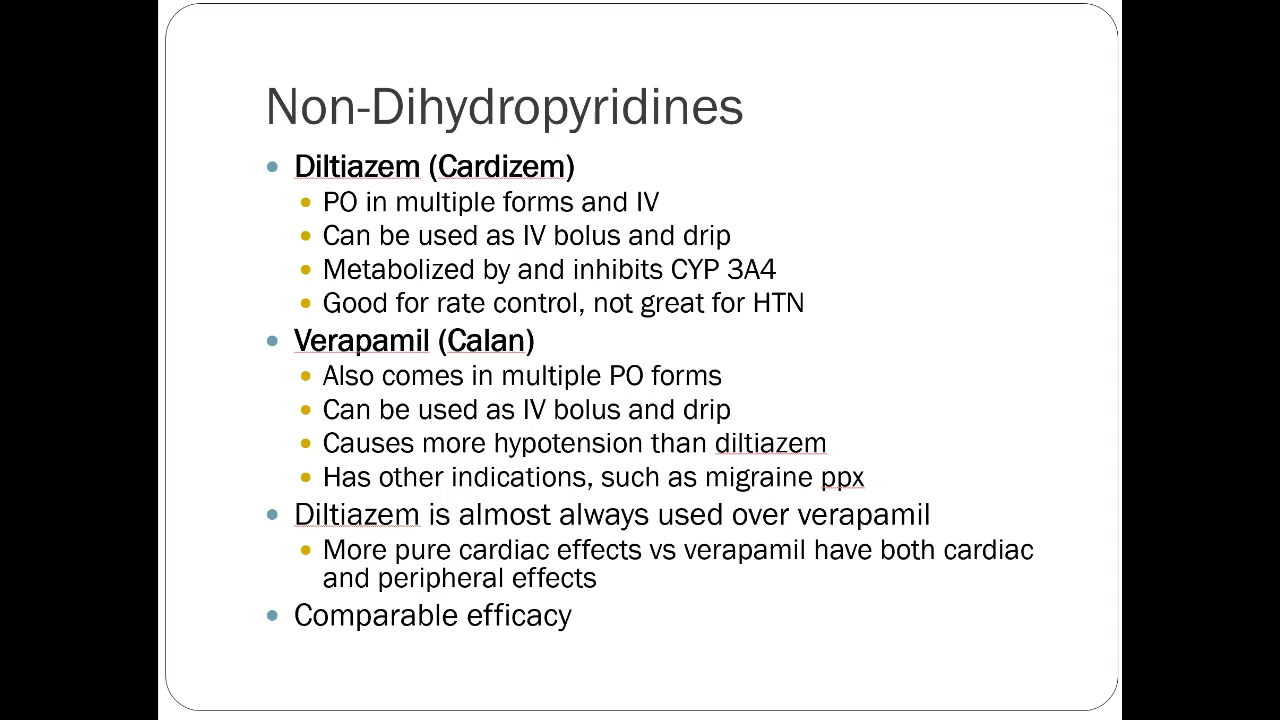 Non-Dihydropyridines
• Diltiazem (Cardizem)
• PO in multiple forms and IV
• Can be used as IV bolus and drip
• Metabolized by and inhibits CYP 3A4
• Good for rate control, not great for HTN
• Verapamil (Calan)
• Also comes in multiple PO forms
• Can be used as IV bolus and drip
• Causes more hypotension than diltiazem
• Has other indications, such as migraine ppx
• Diltiazem is almost always used over verapamil
• More pure cardiac effects vs verapamil have both cardiac
and peripheral effects
• Comparable efficacy